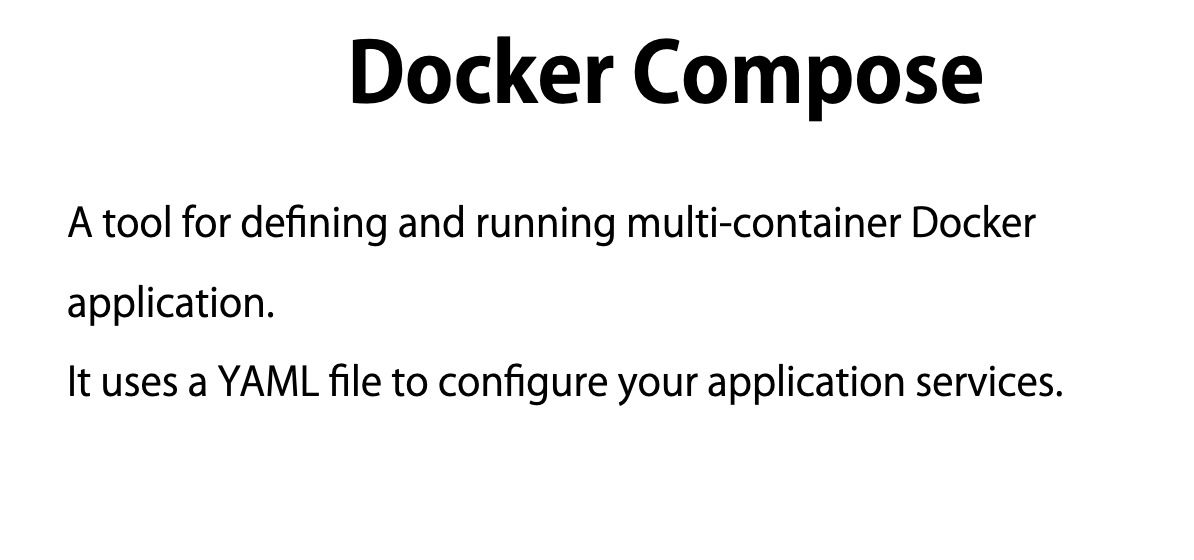 Docker Compose
A tool for defining and running multi-container Docker
application.
It uses a YAML file to configure your application services.